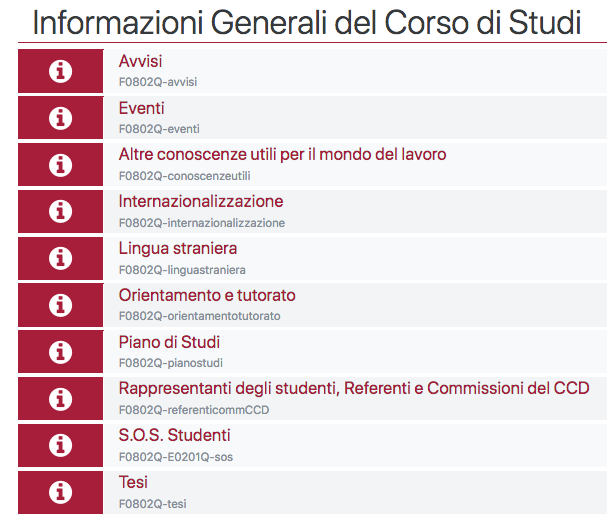 Informazioni Generali del Corso di Studi
Avvisi
F0802Q-avvisi
Eventi
F0802Q-eventi
Altre conoscenze utili per il mondo del lavoro
F0802Q-conoscenzeutili
Internazionalizzazione
F0802Q-internazionalizzazione
Lingua straniera
F0802Q-linguastraniera
Orientamento e tutorato
F0802Q-orientamentotutorato
Piano di Studi
F0802Q-pianostudi
Rappresentanti degli studenti, Referenti e Commissioni del CCD
F0802Q-referenticommCCD
S.O.S. Studenti
F0802Q-E0201Q-sos
Tesi
F0802Q-tesi